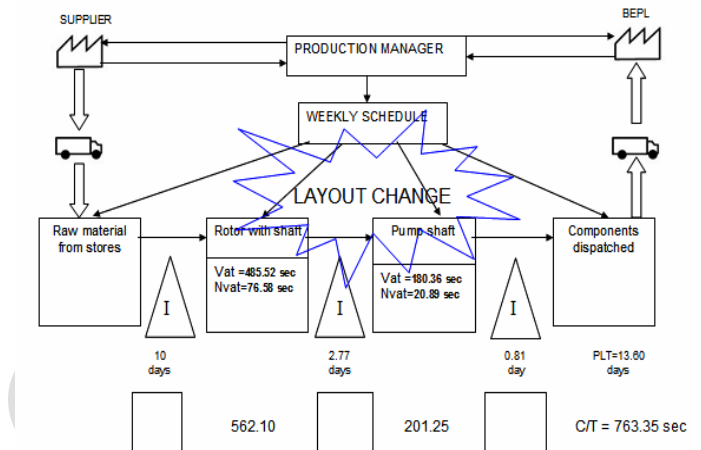 SUPPLIER
BEPL
PRODUCTION MANAGER
WEEKLY SCHEDULE
LAYOUT CHANGE
Raw material
from stores
Rotor with shaft
Vat =485.52 sec
Nvat=76.58 sec
Pump shaft
Vat =180.36 sec
Nvat=20.89 sec
Components
dispatched
I
I
I
10
days
2.77
days
0.81
day
PLT=13.60
days
562.10
201.25
C/T = 763.35 sec